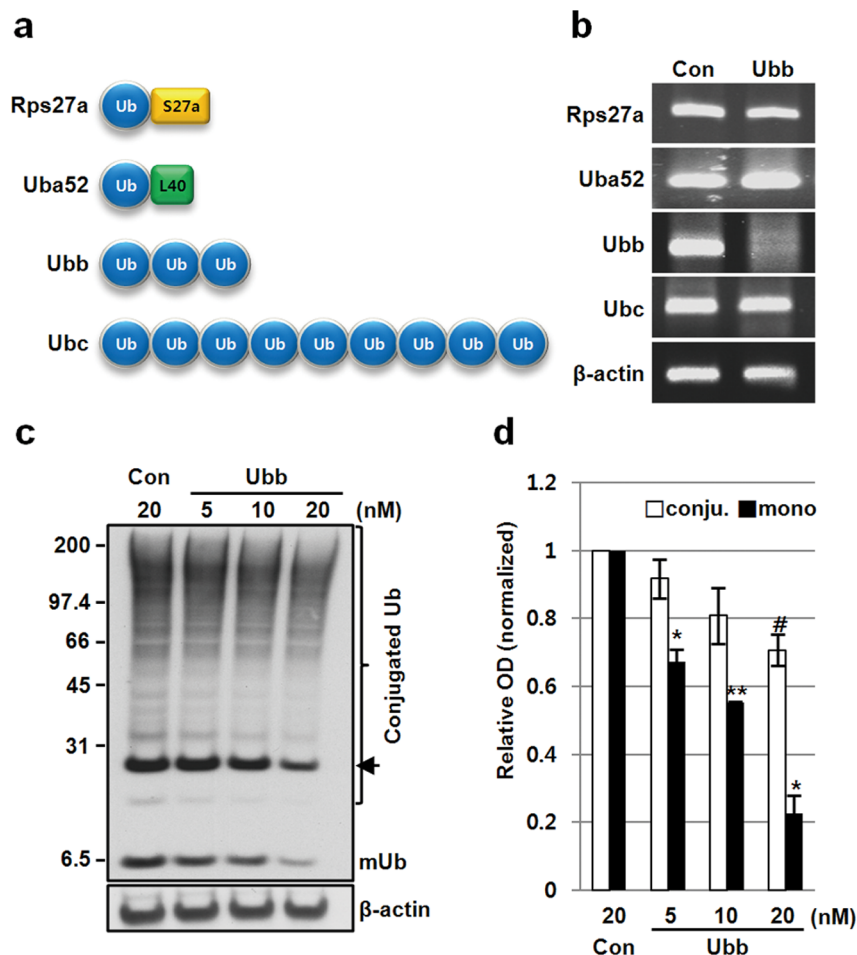 a
Rps27a Ub S27a
Uba52 Ub L40
Ubb Ub Ub Ub
Ubc Ub Ub Ub Ub Ub Ub Ub Ub Ub
b
Con Ubb
Rps27a
Uba52
Ubb
Ubc
β-actin
c
Con Ubb
20 5 10 20 (nM)
200
97.4
66
45
31
6.5
Conjugated Ub
mUb
β-actin
d
Relative OD (normalized)
1.2
1
0.8
0.6
0.4
0.2
0
conju. mono
*
**
#
*
20 5 10 20 (nM)
Con Ubb